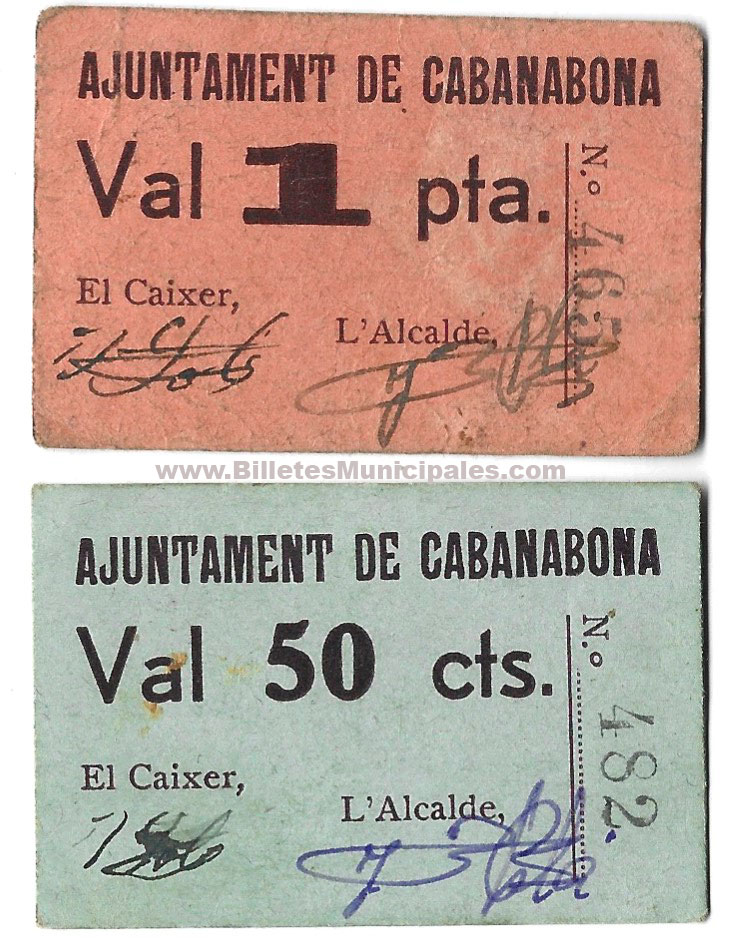 AJUNTAMENT DE CABANABONA
Val 1 pta.
N.º 465
El Caixer,
L'Alcalde,
www.BilletesMunicipales.com
AJUNTAMENT DE CABANABONA
Val 50 cts.
N.º 482
El Caixer,
L'Alcalde,